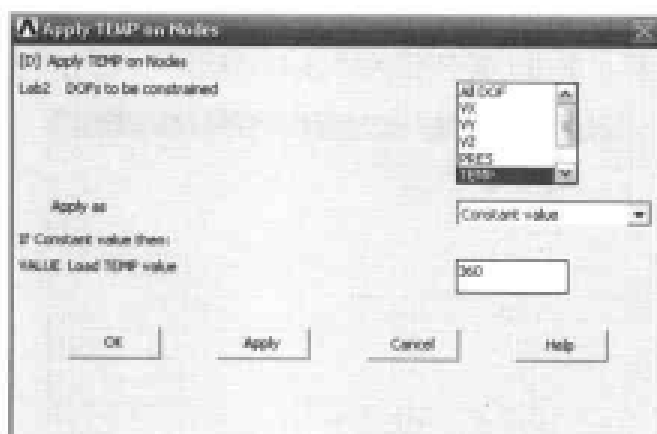 Apply TEMP on Nodes
[D] Apply TEMP on Nodes
Lab2 DOFs to be constrained
All DOF
VX
VY
VZ
PRES
TEMP
Apply as
Constant value
If Constant value then:
VALUE Load TEMP value
360
OK Apply Cancel Help